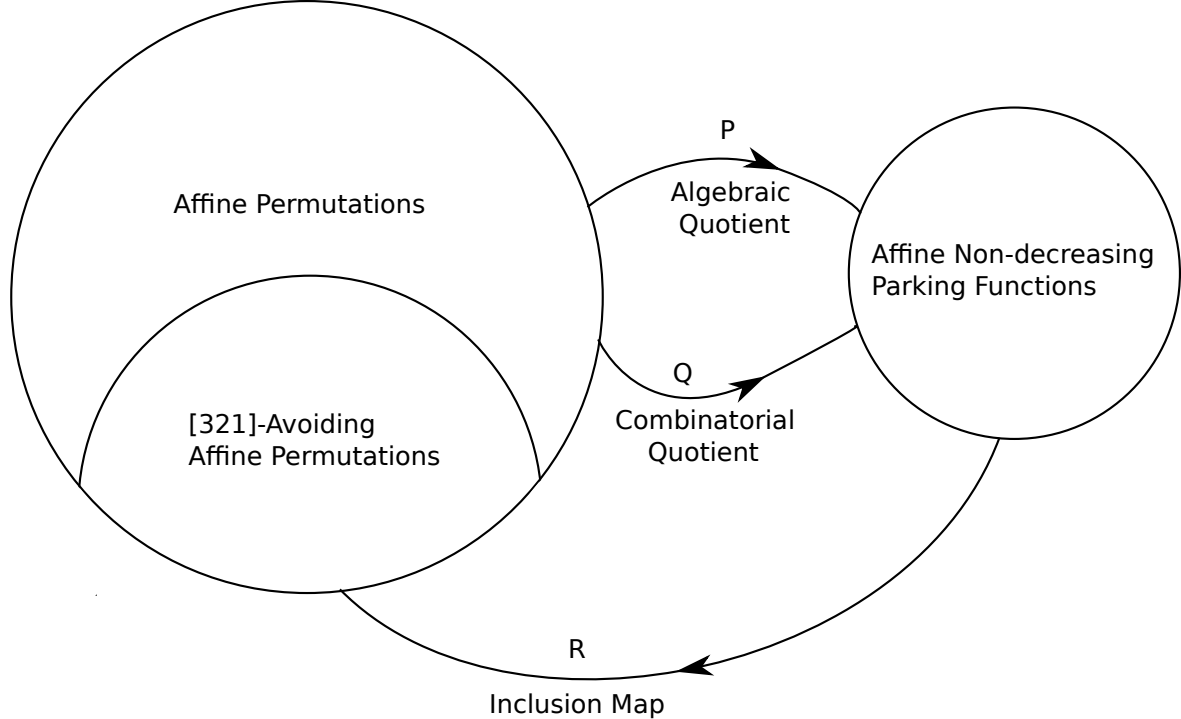 P
Algebraic
Quotient
Affine Permutations
Affine Non-decreasing
Parking Functions
Q
Combinatorial
Quotient
[321]-Avoiding
Affine Permutations
R
Inclusion Map